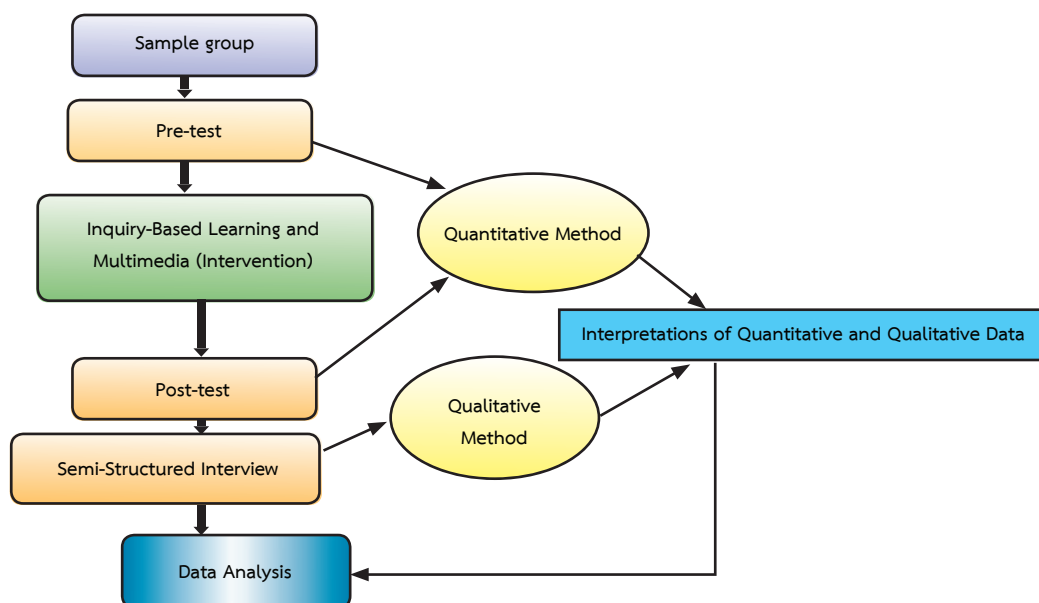 Sample group
Pre-test
Inquiry-Based Learning and
Multimedia (Intervention)
Quantitative Method
Interpretations of Quantitative and Qualitative Data
Post-test
Qualitative
Method
Semi-Structured Interview
Data Analysis